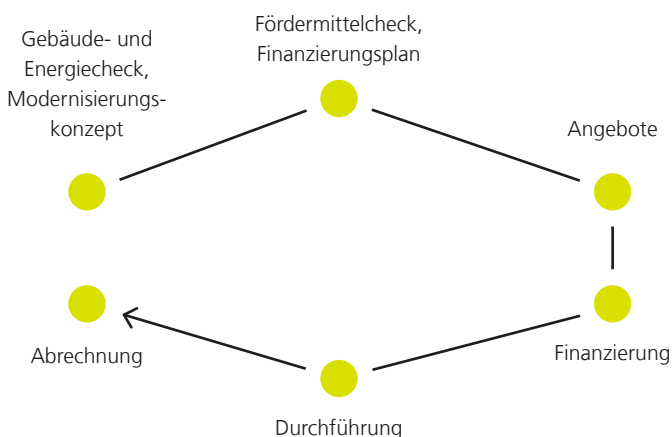 Gebäude- und
Energiecheck,
Modernisierungs-
konzept
Fördermittelcheck,
Finanzierungsplan
Angebote
Finanzierung
Durchführung
Abrechnung